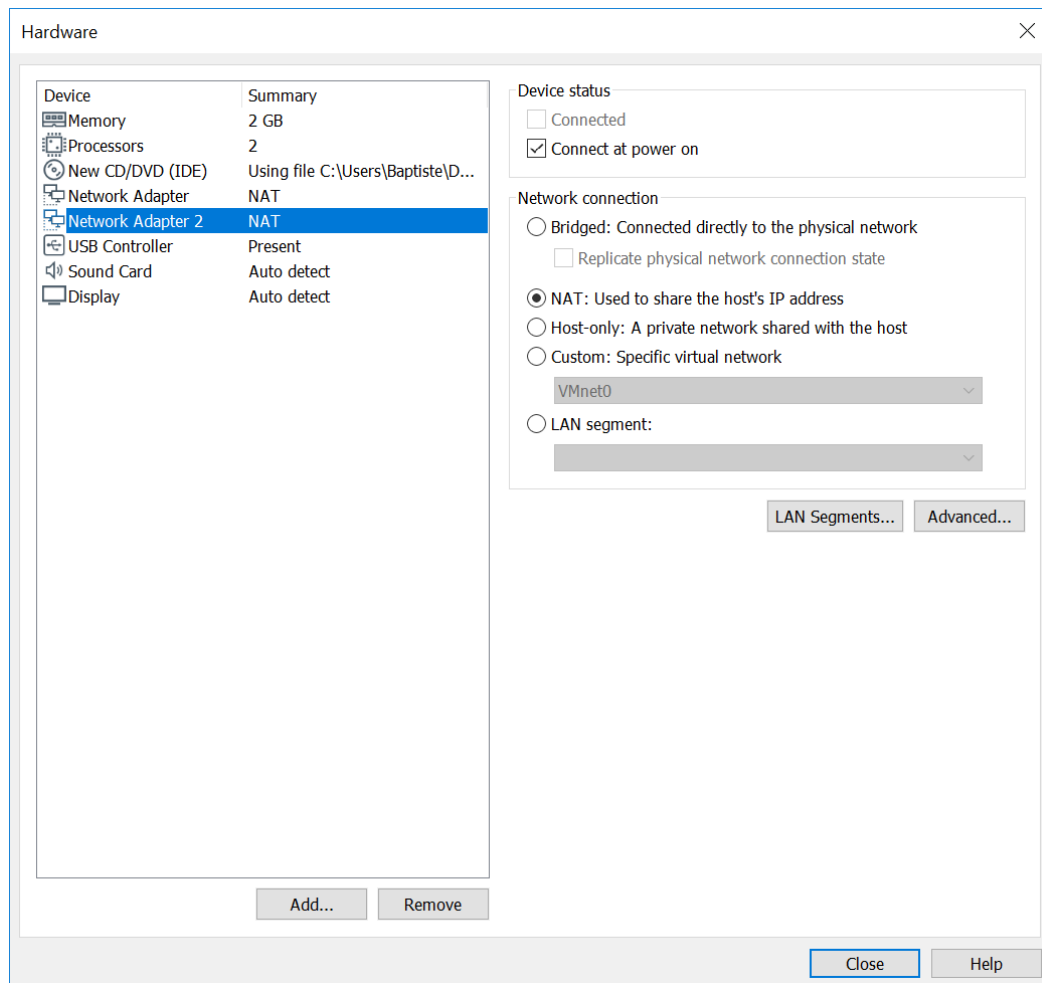 Hardware
Device Summary
Memory 2 GB
Processors 2
New CD/DVD (IDE) Using file C:\Users\Baptiste\D...
Network Adapter NAT
Network Adapter 2 NAT
USB Controller Present
Sound Card Auto detect
Display Auto detect
Add... Remove
Device status
Connected
Connect at power on
Network connection
Bridged: Connected directly to the physical network
Replicate physical network connection state
NAT: Used to share the host's IP address
Host-only: A private network shared with the host
Custom: Specific virtual network
VMnet0
LAN segment:
LAN Segments... Advanced...
Close Help